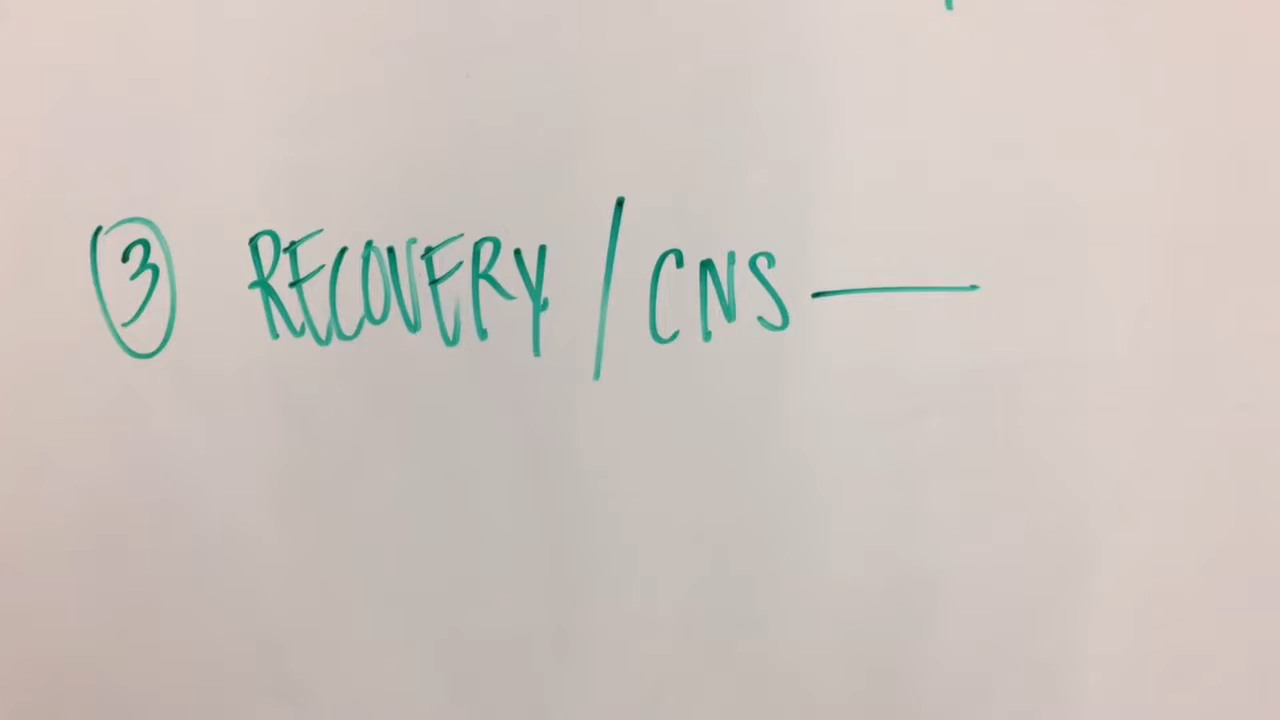 ③ RECOVERY / CNS —